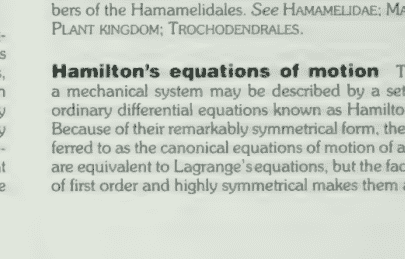 bers of the Hamamelidales. See HAMAMELIDAE;
PLANT KINGDOM; TROCHODENDRALES.
Hamilton's equations of motion
a mechanical system may be described by a set
ordinary differential equations known as Hamilto
Because of their remarkably symmetrical form, the
ferred to as the canonical equations of motion of a
are equivalent to Lagrange's equations, but the fac
of first order and highly symmetrical makes them